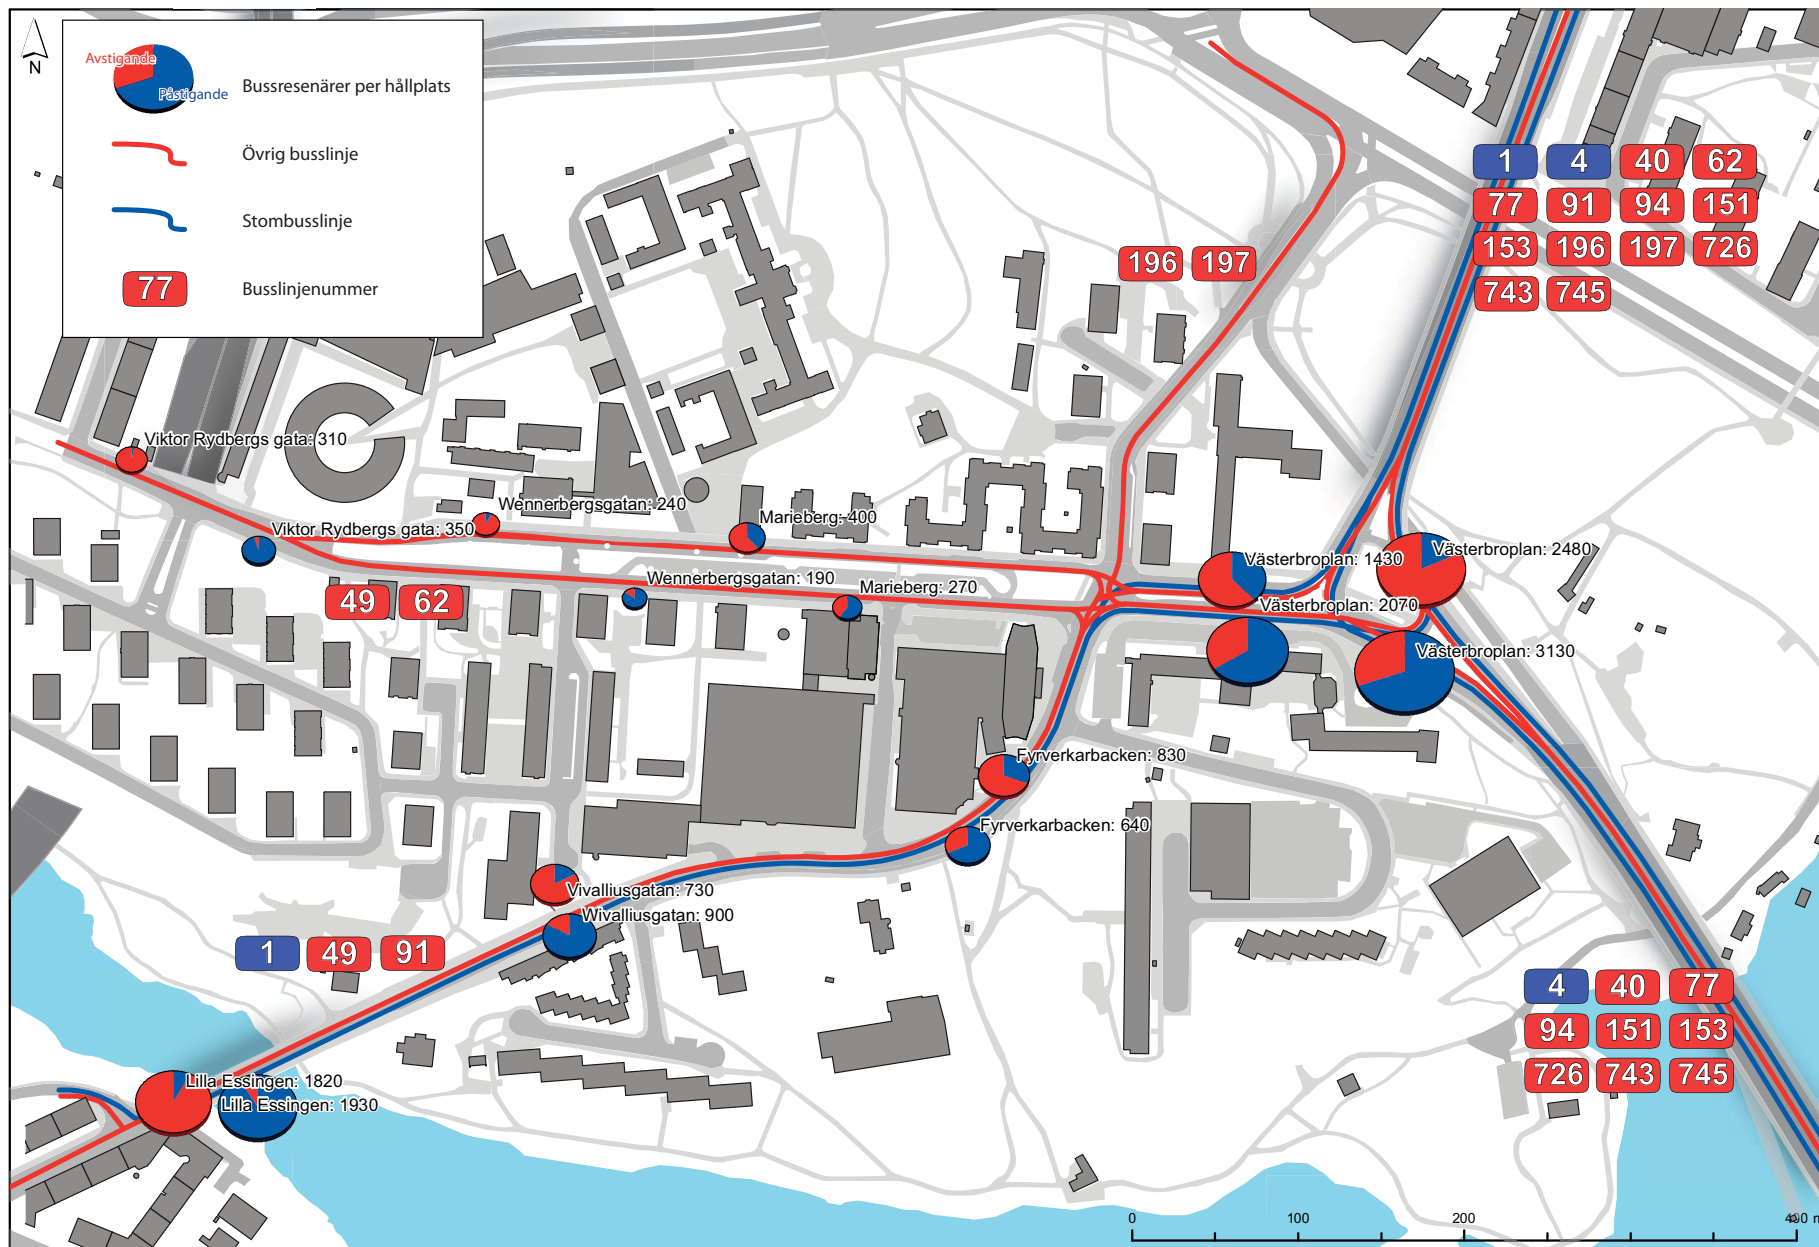 N
Avstigande
Påstigande
Bussresenärer per hållplats
Övrig busslinje
Stombusslinje
77
Busslinjenummer
1 4 40 62
77 91 94 151
153 196 197 726
743 745
196 197
Viktor Rydbergs gata: 310
Wennerbergsgatan: 240
Marieberg: 400
Viktor Rydbergs gata: 350
Wennerbergsgatan: 190
Marieberg: 270
49 62
Västerbroplan: 1430
Västerbroplan: 2480
Västerbroplan: 2070
Västerbroplan: 3130
Fyrverkarbacken: 830
Fyrverkarbacken: 640
Vivalliusgatan: 730
Wivalliusgatan: 900
1 49 91
4 40 77
94 151 153
726 743 745
Lilla Essingen: 1820
Lilla Essingen: 1930
0 100 200